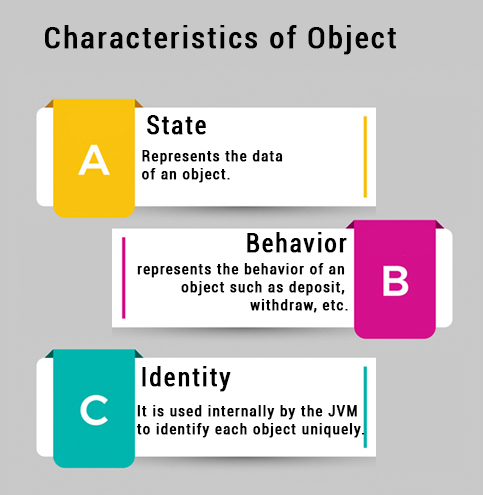 Characteristics of Object
A
State
Represents the data
of an object.
Behavior
represents the behavior of an
object such as deposit,
withdraw, etc.
B
C
Identity
It is used internally by the JVM
to identify each object uniquely.